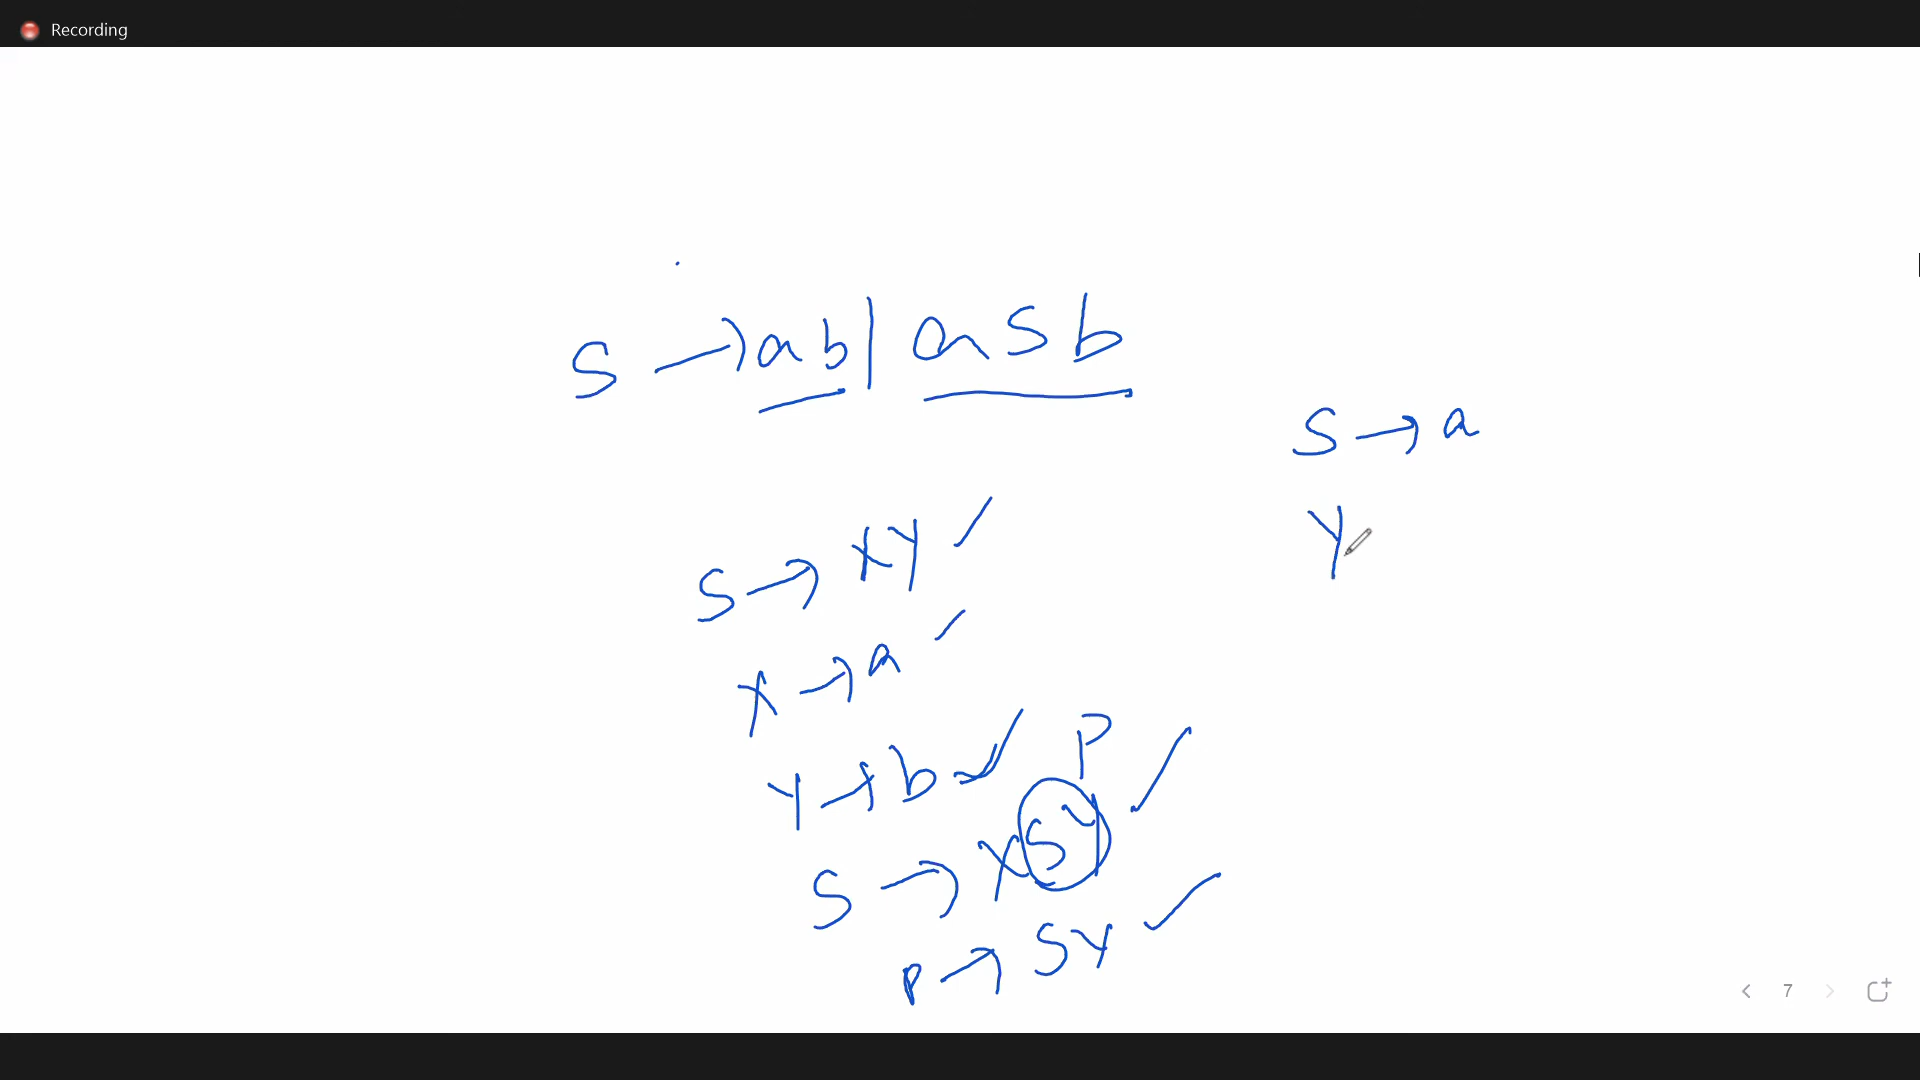 Recording
S → ab | aSb
S → a
S → XY ✓
Y
X → a ✓
Y → b ✓
P
S → XSY ✓
P → SY ✓
7